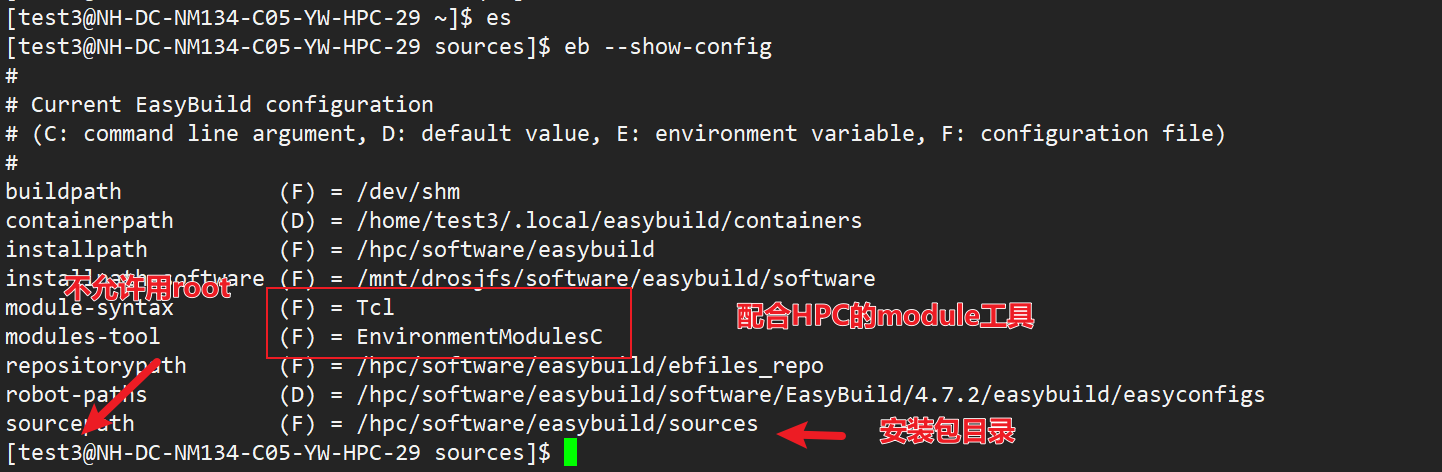 [test3@NH-DC-NM134-C05-YW-HPC-29 ~]$ es
[test3@NH-DC-NM134-C05-YW-HPC-29 sources]$ eb --show-config
#
# Current EasyBuild configuration
# (C: command line argument, D: default value, E: environment variable, F: configuration file)
#
buildpath (F) = /dev/shm
containerpath (D) = /home/test3/.local/easybuild/containers
installpath (F) = /hpc/software/easybuild
installpath-software (F) = /mnt/drosjfs/software/easybuild/software
不允许用root
module-syntax (F) = Tcl
配合HPC的module工具
modules-tool (F) = EnvironmentModulesC
repositorypath (F) = /hpc/software/easybuild/ebfiles_repo
robot-paths (D) = /hpc/software/easybuild/software/EasyBuild/4.7.2/easybuild/easyconfigs
sourcepath (F) = /hpc/software/easybuild/sources
安装包目录
[test3@NH-DC-NM134-C05-YW-HPC-29 sources]$